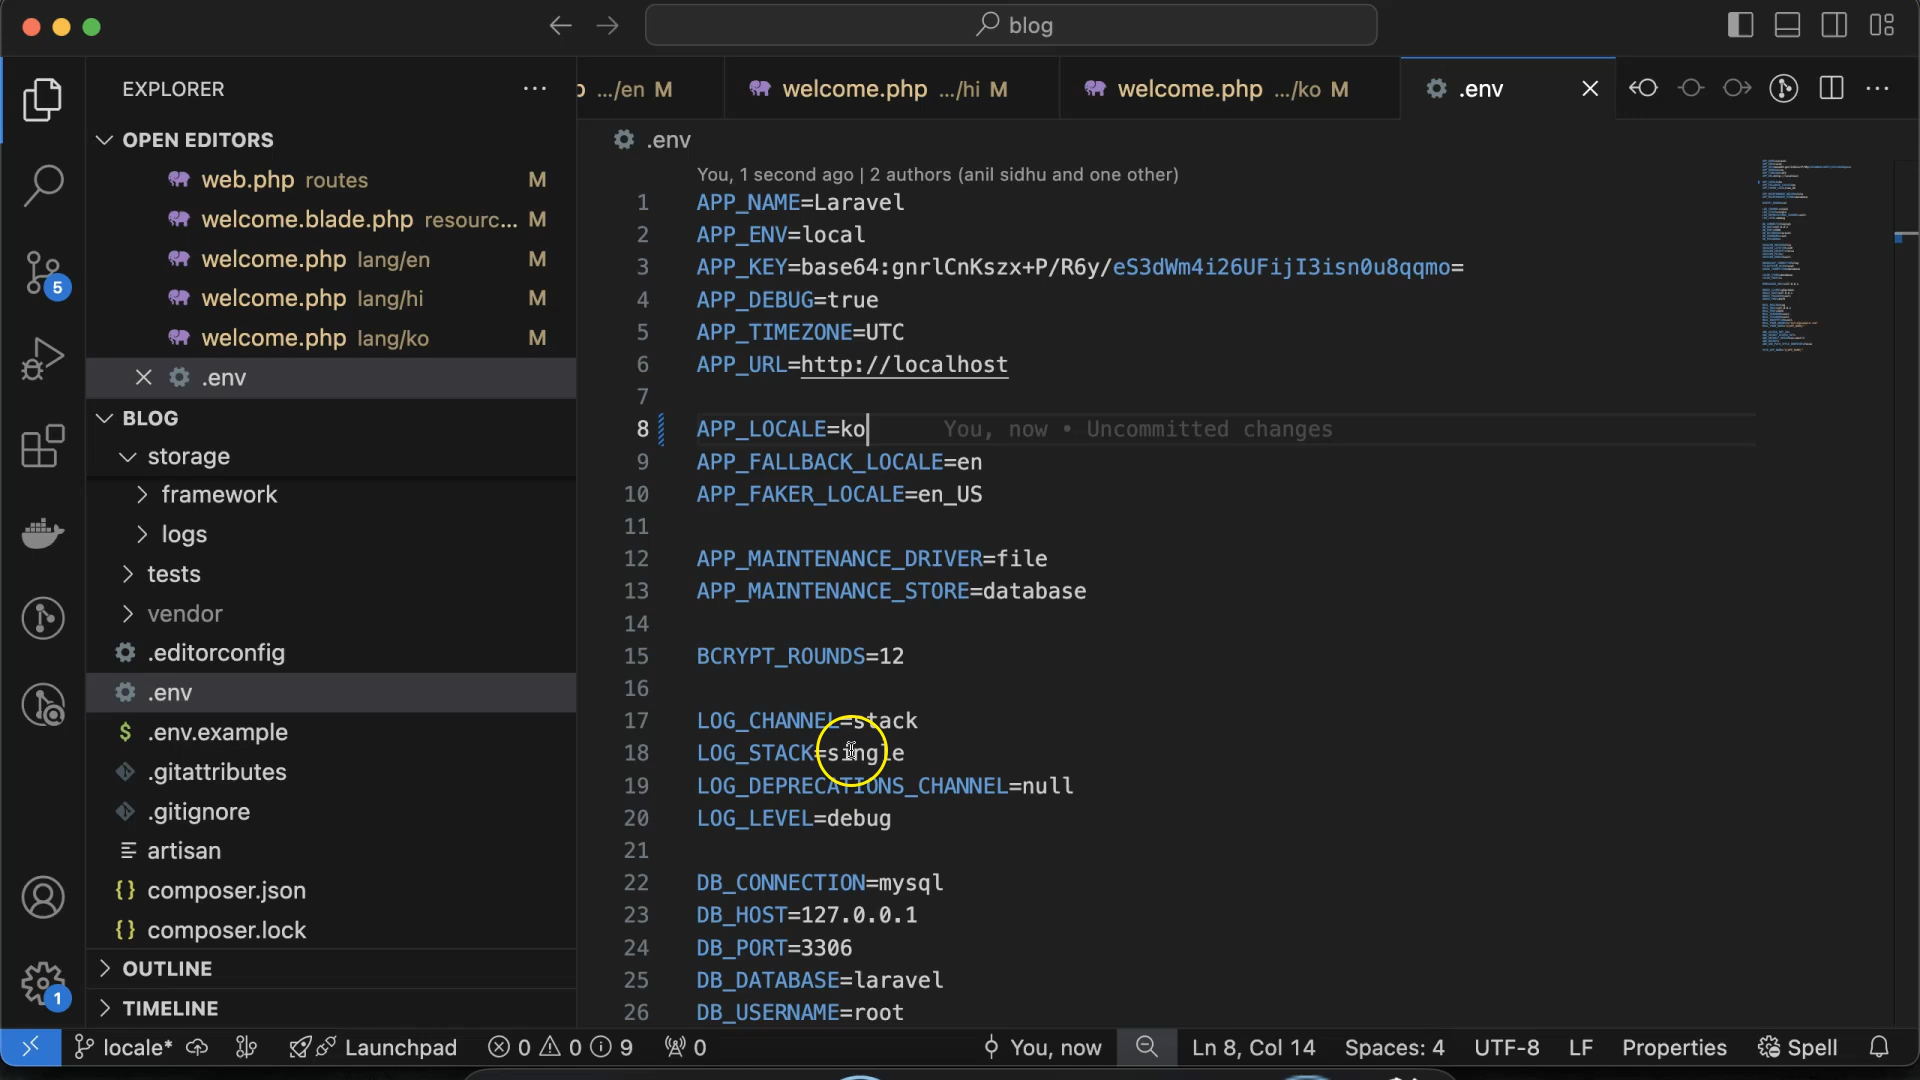 blog
EXPLORER
OPEN EDITORS
web.php routes M
welcome.blade.php resourc... M
welcome.php lang/en M
welcome.php lang/hi M
welcome.php lang/ko M
.env
BLOG
storage
framework
logs
tests
vendor
.editorconfig
.env
.env.example
.gitattributes
.gitignore
artisan
composer.json
composer.lock
OUTLINE
TIMELINE
5
1
.../en M
welcome.php .../hi M
welcome.php .../ko M
.env
.env
You, 1 second ago | 2 authors (anil sidhu and one other)
1 APP_NAME=Laravel
2 APP_ENV=local
3 APP_KEY=base64:gnrlCnKszx+P/R6y/eS3dWm4i26UFijI3isn0u8qqmo=
4 APP_DEBUG=true
5 APP_TIMEZONE=UTC
6 APP_URL=http://localhost
7
8 APP_LOCALE=ko You, now • Uncommitted changes
9 APP_FALLBACK_LOCALE=en
10 APP_FAKER_LOCALE=en_US
11
12 APP_MAINTENANCE_DRIVER=file
13 APP_MAINTENANCE_STORE=database
14
15 BCRYPT_ROUNDS=12
16
17 LOG_CHANNEL=stack
18 LOG_STACK=single
19 LOG_DEPRECATIONS_CHANNEL=null
20 LOG_LEVEL=debug
21
22 DB_CONNECTION=mysql
23 DB_HOST=127.0.0.1
24 DB_PORT=3306
25 DB_DATABASE=laravel
26 DB_USERNAME=root
locale* Launchpad 0 0 9 0 You, now Ln 8, Col 14 Spaces: 4 UTF-8 LF Properties Spell